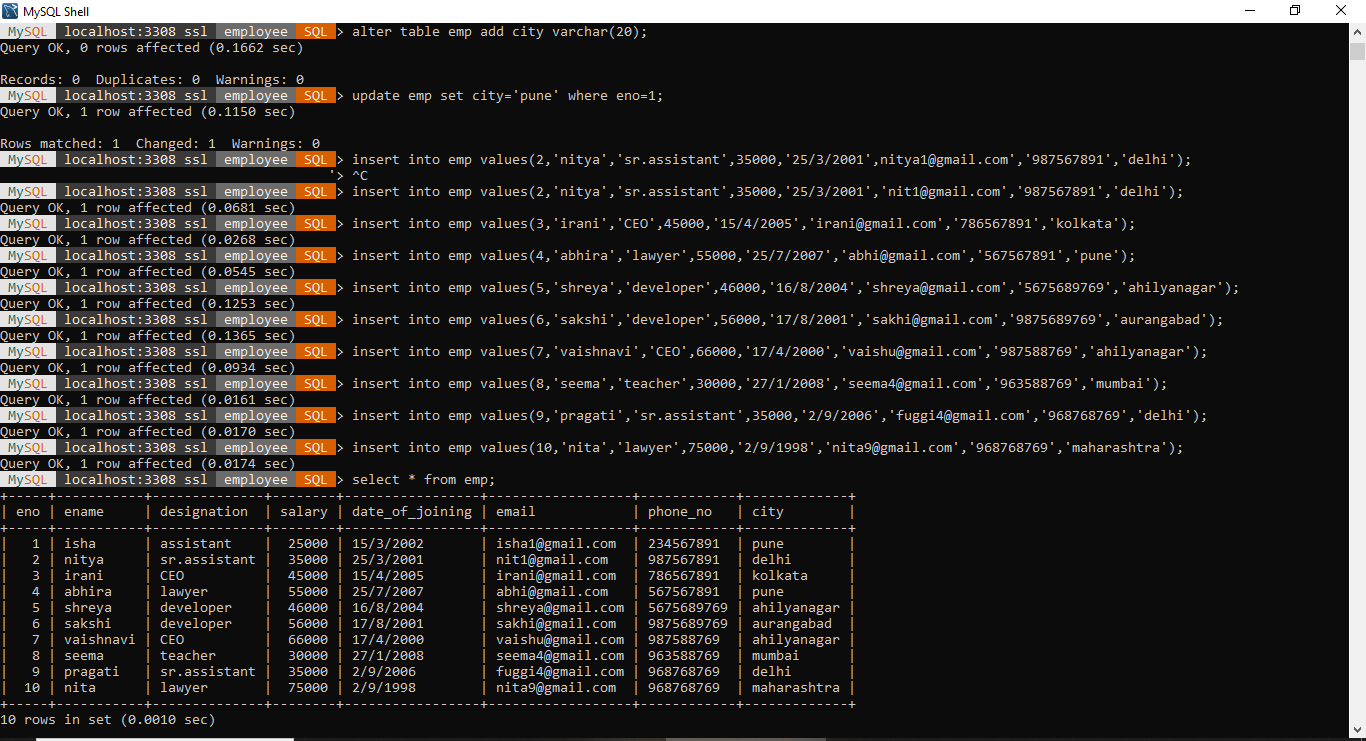 MySQL Shell
MySQL localhost:3308 ssl employee SQL > alter table emp add city varchar(20);
Query OK, 0 rows affected (0.1662 sec)
Records: 0  Duplicates: 0  Warnings: 0
MySQL localhost:3308 ssl employee SQL > update emp set city='pune' where eno=1;
Query OK, 1 row affected (0.1150 sec)
Rows matched: 1  Changed: 1  Warnings: 0
MySQL localhost:3308 ssl employee SQL > insert into emp values(2,'nitya','sr.assistant',35000,'25/3/2001',nitya1@gmail.com','987567891','delhi');
'> ^C
MySQL localhost:3308 ssl employee SQL > insert into emp values(2,'nitya','sr.assistant',35000,'25/3/2001','nit1@gmail.com','987567891','delhi');
Query OK, 1 row affected (0.0681 sec)
MySQL localhost:3308 ssl employee SQL > insert into emp values(3,'irani','CEO',45000,'15/4/2005','irani@gmail.com','786567891','kolkata');
Query OK, 1 row affected (0.0268 sec)
MySQL localhost:3308 ssl employee SQL > insert into emp values(4,'abhira','lawyer',55000,'25/7/2007','abhi@gmail.com','567567891','pune');
Query OK, 1 row affected (0.0545 sec)
MySQL localhost:3308 ssl employee SQL > insert into emp values(5,'shreya','developer',46000,'16/8/2004','shreya@gmail.com','5675689769','ahilyanagar');
Query OK, 1 row affected (0.1253 sec)
MySQL localhost:3308 ssl employee SQL > insert into emp values(6,'sakshi','developer',56000,'17/8/2001','sakhi@gmail.com','9875689769','aurangabad');
Query OK, 1 row affected (0.1365 sec)
MySQL localhost:3308 ssl employee SQL > insert into emp values(7,'vaishnavi','CEO',66000,'17/4/2000','vaishu@gmail.com','987588769','ahilyanagar');
Query OK, 1 row affected (0.0934 sec)
MySQL localhost:3308 ssl employee SQL > insert into emp values(8,'seema','teacher',30000,'27/1/2008','seema4@gmail.com','963588769','mumbai');
Query OK, 1 row affected (0.0161 sec)
MySQL localhost:3308 ssl employee SQL > insert into emp values(9,'pragati','sr.assistant',35000,'2/9/2006','fuggi4@gmail.com','968768769','delhi');
Query OK, 1 row affected (0.0170 sec)
MySQL localhost:3308 ssl employee SQL > insert into emp values(10,'nita','lawyer',75000,'2/9/1998','nita9@gmail.com','968768769','maharashtra');
Query OK, 1 row affected (0.0174 sec)
MySQL localhost:3308 ssl employee SQL > select * from emp;
+-----+-----------+--------------+--------+-----------------+------------------+------------+-------------+
| eno | ename     | designation  | salary | date_of_joining | email            | phone_no   | city        |
+-----+-----------+--------------+--------+-----------------+------------------+------------+-------------+
|   1 | isha      | assistant    |  25000 | 15/3/2002       | isha1@gmail.com  | 234567891  | pune        |
|   2 | nitya     | sr.assistant |  35000 | 25/3/2001       | nit1@gmail.com   | 987567891  | delhi       |
|   3 | irani     | CEO          |  45000 | 15/4/2005       | irani@gmail.com  | 786567891  | kolkata     |
|   4 | abhira    | lawyer       |  55000 | 25/7/2007       | abhi@gmail.com   | 567567891  | pune        |
|   5 | shreya    | developer    |  46000 | 16/8/2004       | shreya@gmail.com | 5675689769 | ahilyanagar |
|   6 | sakshi    | developer    |  56000 | 17/8/2001       | sakhi@gmail.com  | 9875689769 | aurangabad  |
|   7 | vaishnavi | CEO          |  66000 | 17/4/2000       | vaishu@gmail.com | 987588769  | ahilyanagar |
|   8 | seema     | teacher      |  30000 | 27/1/2008       | seema4@gmail.com | 963588769  | mumbai      |
|   9 | pragati   | sr.assistant |  35000 | 2/9/2006        | fuggi4@gmail.com | 968768769  | delhi       |
|  10 | nita      | lawyer       |  75000 | 2/9/1998        | nita9@gmail.com  | 968768769  | maharashtra |
+-----+-----------+--------------+--------+-----------------+------------------+------------+-------------+
10 rows in set (0.0010 sec)